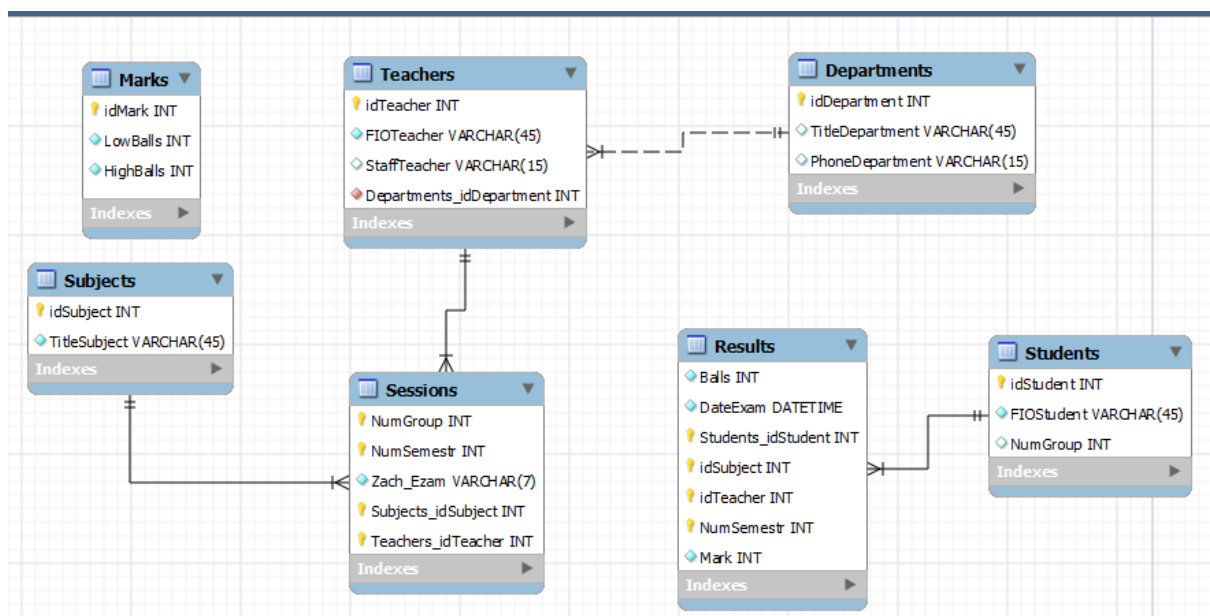 Marks
idMark INT
LowBalls INT
HighBalls INT
Indexes
Teachers
idTeacher INT
FIOTeacher VARCHAR(45)
StaffTeacher VARCHAR(15)
Departments_idDepartment INT
Indexes
Departments
idDepartment INT
TitleDepartment VARCHAR(45)
PhoneDepartment VARCHAR(15)
Indexes
Subjects
idSubject INT
TitleSubject VARCHAR(45)
Indexes
Sessions
NumGroup INT
NumSemestr INT
Zach_Ezam VARCHAR(7)
Subjects_idSubject INT
Teachers_idTeacher INT
Indexes
Results
Balls INT
DateExam DATETIME
Students_idStudent INT
idSubject INT
idTeacher INT
NumSemestr INT
Mark INT
Indexes
Students
idStudent INT
FIOStudent VARCHAR(45)
NumGroup INT
Indexes